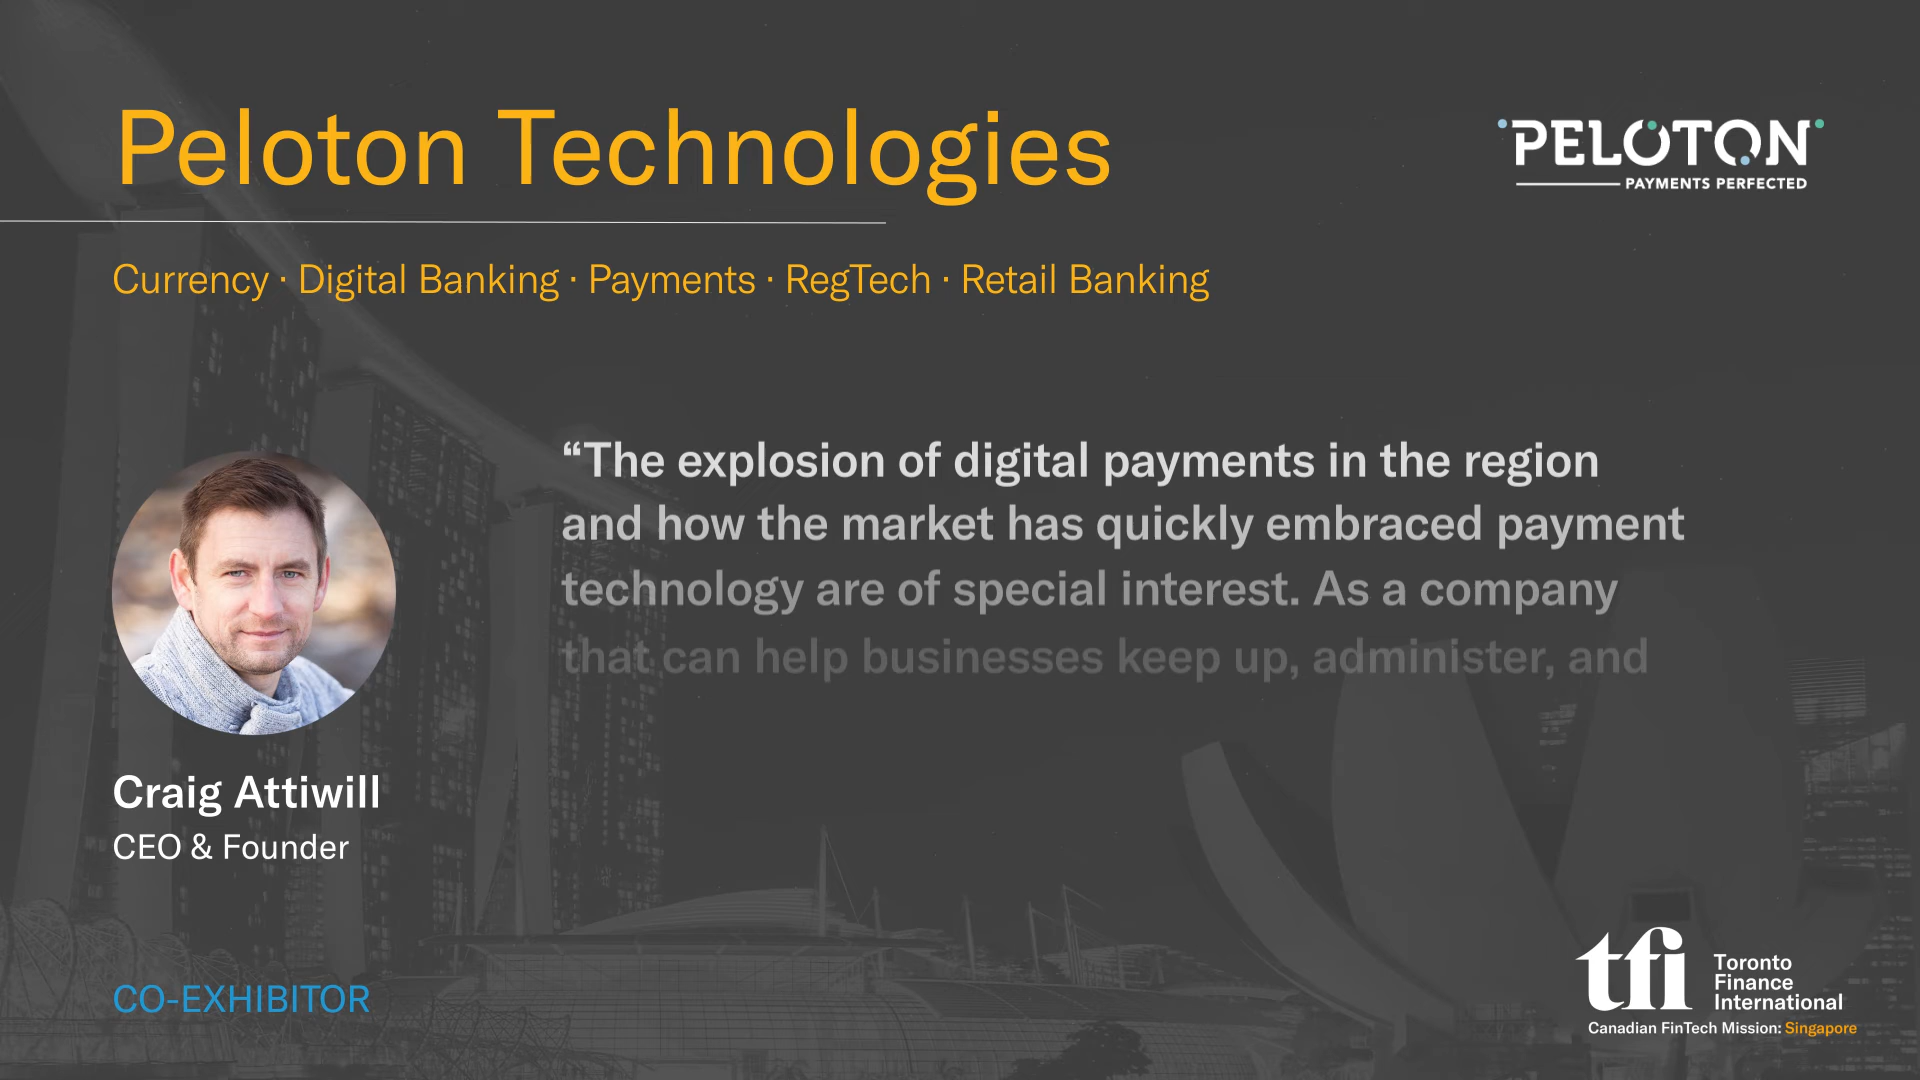 Peloton Technologies
PELOTON
PAYMENTS PERFECTED
Currency · Digital Banking · Payments · RegTech · Retail Banking
“The explosion of digital payments in the region
and how the market has quickly embraced payment
technology are of special interest. As a company
that can help businesses keep up, administer, and
Craig Attiwill
CEO & Founder
CO-EXHIBITOR
tfi
Toronto
Finance
International
Canadian FinTech Mission: Singapore